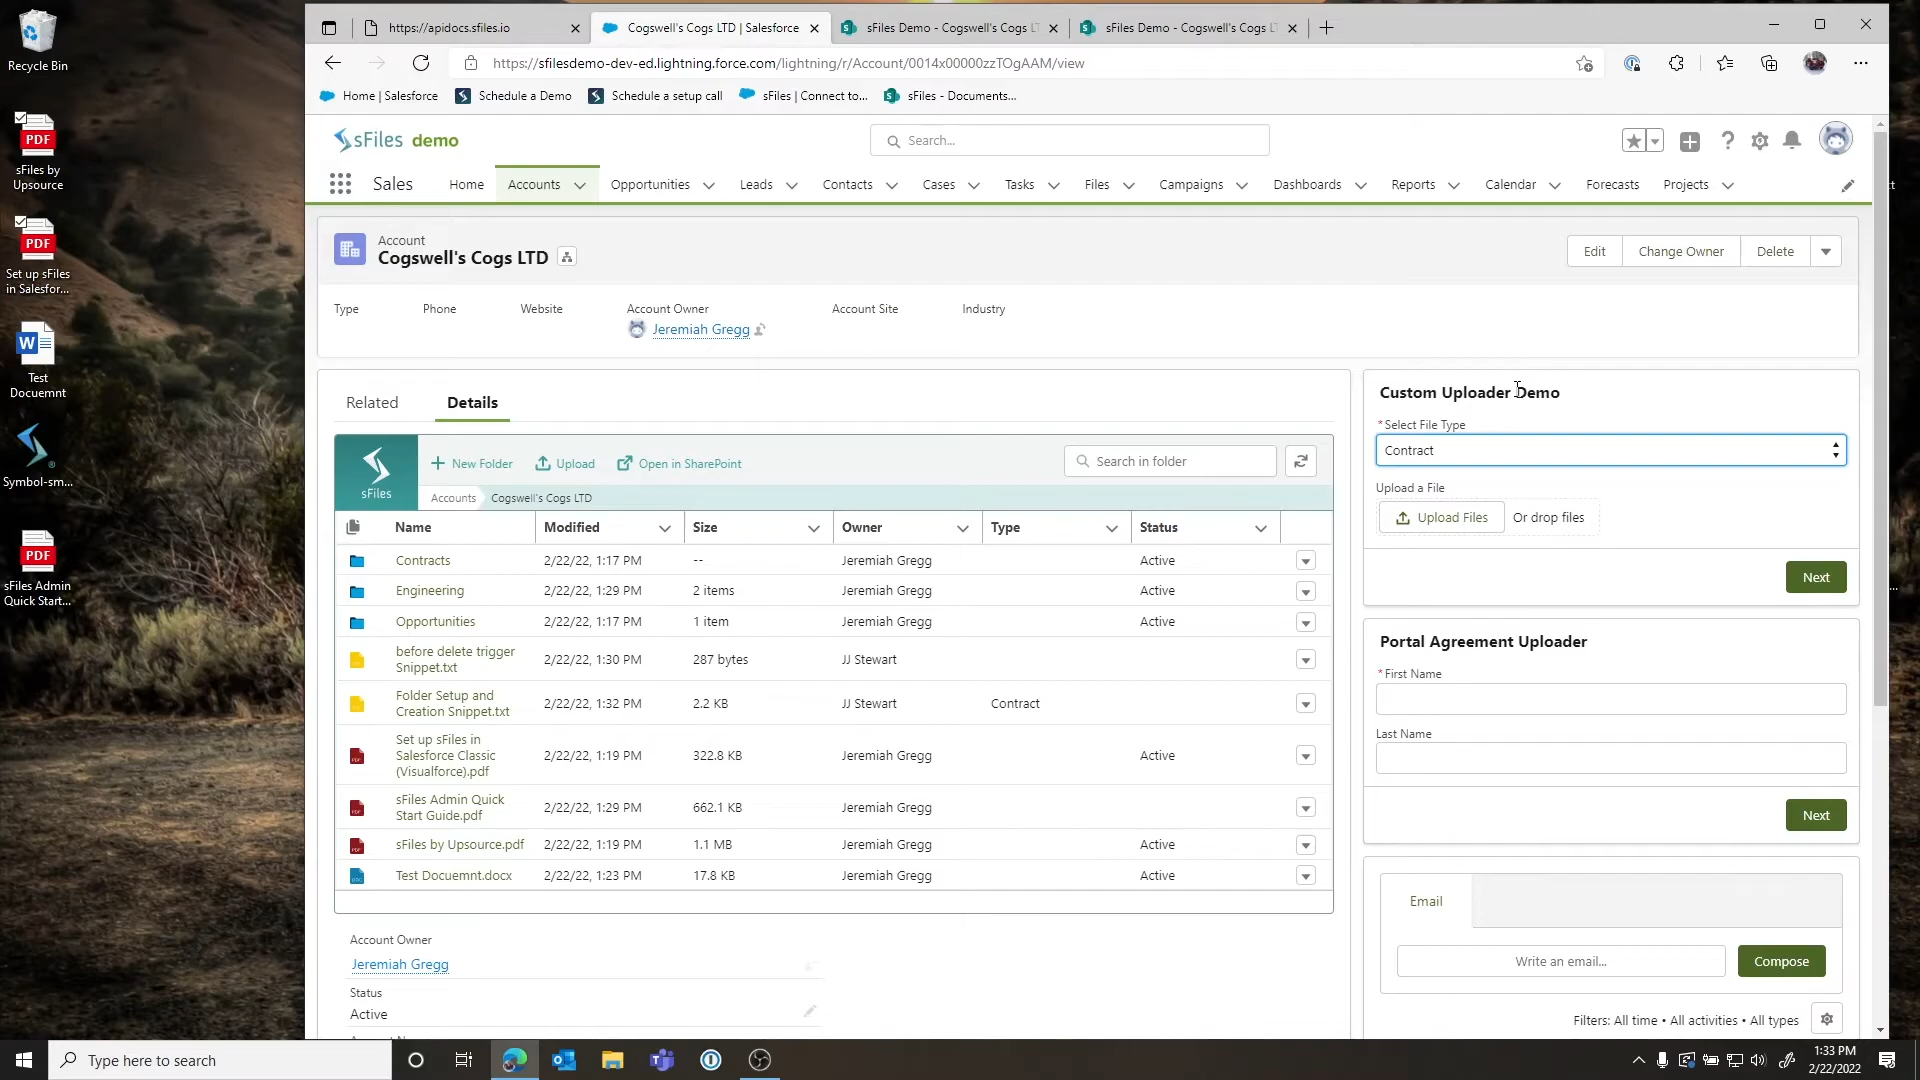 Recycle Bin
sFiles by
Upsource
Set up sFiles
in Salesfor...
Test
Docuemnt
Symbol-sm...
sFiles Admin
Quick Start...
https://apidocs.sfiles.io
Cogswell's Cogs LTD | Salesforce
sFiles Demo - Cogswell's Cogs LT
sFiles Demo - Cogswell's Cogs LT
https://sfilesdemo-dev-ed.lightning.force.com/lightning/r/Account/0014x00000zzTOgAAM/view
Home | Salesforce
Schedule a Demo
Schedule a setup call
sFiles | Connect to...
sFiles - Documents...
sFiles demo
Search...
Sales
Home
Accounts
Opportunities
Leads
Contacts
Cases
Tasks
Files
Campaigns
Dashboards
Reports
Calendar
Forecasts
Projects
Account
Cogswell's Cogs LTD
Edit
Change Owner
Delete
Type
Phone
Website
Account Owner
Account Site
Industry
Jeremiah Gregg
Related
Details
sFiles
New Folder
Upload
Open in SharePoint
Search in folder
Accounts
Cogswell's Cogs LTD
Name Modified Size Owner Type Status
Contracts 2/22/22, 1:17 PM -- Jeremiah Gregg Active
Engineering 2/22/22, 1:29 PM 2 items Jeremiah Gregg Active
Opportunities 2/22/22, 1:17 PM 1 item Jeremiah Gregg Active
before delete trigger
Snippet.txt
2/22/22, 1:30 PM 287 bytes JJ Stewart
Folder Setup and
Creation Snippet.txt
2/22/22, 1:32 PM 2.2 KB JJ Stewart Contract
Set up sFiles in
Salesforce Classic
(Visualforce).pdf
2/22/22, 1:19 PM 322.8 KB Jeremiah Gregg Active
sFiles Admin Quick
Start Guide.pdf
2/22/22, 1:29 PM 662.1 KB Jeremiah Gregg
sFiles by Upsource.pdf 2/22/22, 1:19 PM 1.1 MB Jeremiah Gregg Active
Test Docuemnt.docx 2/22/22, 1:23 PM 17.8 KB Jeremiah Gregg Active
Account Owner
Jeremiah Gregg
Status
Active
Custom Uploader Demo
*Select File Type
Contract
Upload a File
Upload Files
Or drop files
Next
Portal Agreement Uploader
*First Name
Last Name
Next
Email
Write an email...
Compose
Filters: All time • All activities • All types
Type here to search
1:33 PM
2/22/2022